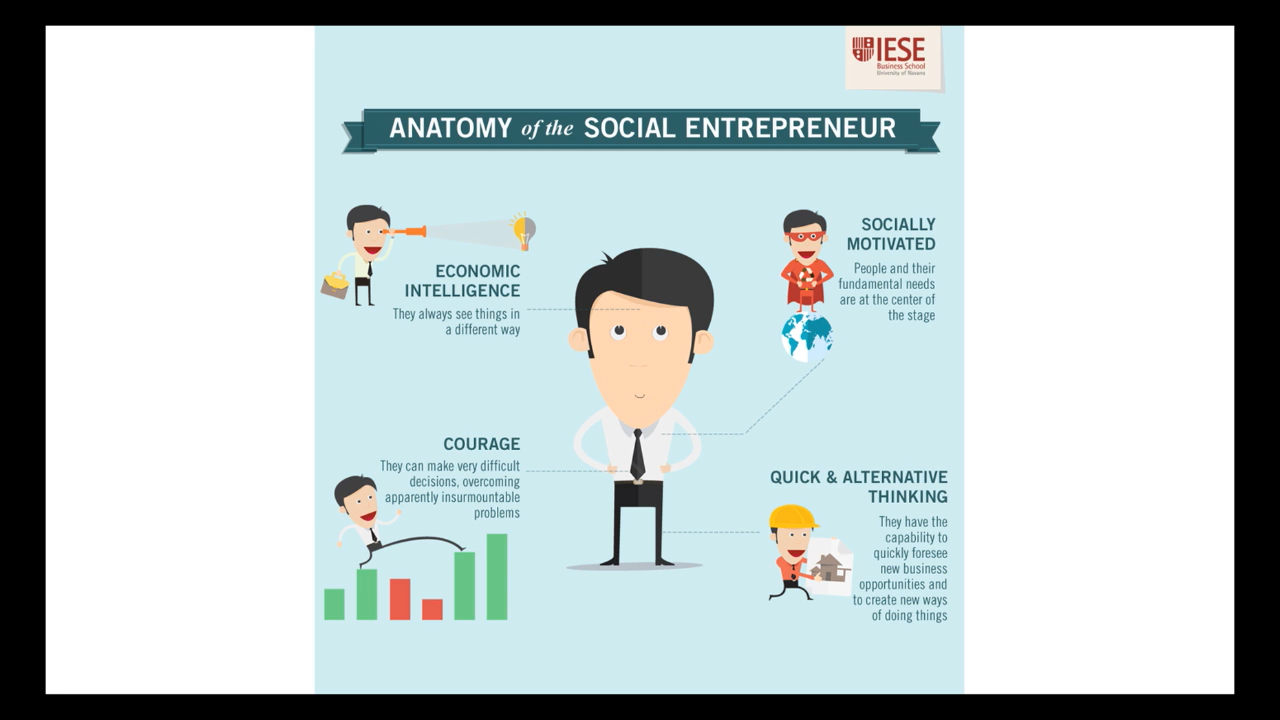 IESE
Business School
University of Navarra
ANATOMY of the SOCIAL ENTREPRENEUR
ECONOMIC
INTELLIGENCE
They always see things in
a different way
SOCIALLY
MOTIVATED
People and their
fundamental needs
are at the center of
the stage
COURAGE
They can make very difficult
decisions, overcoming
apparently insurmountable
problems
QUICK & ALTERNATIVE
THINKING
They have the
capability to
quickly foresee
new business
opportunities and
to create new ways
of doing things